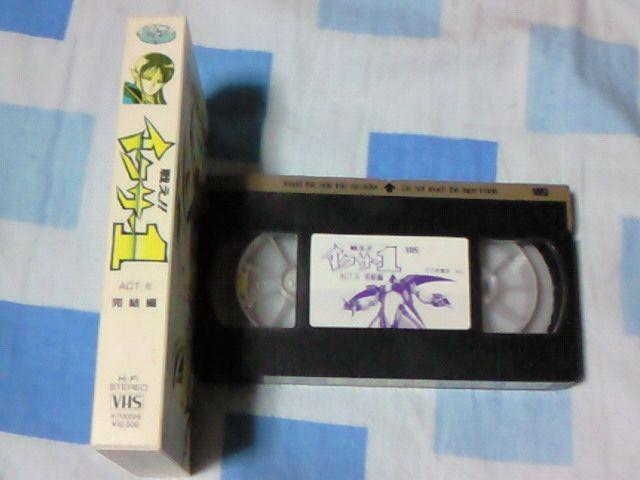 戦え!!
イクサー1
ACT. III
完結編
HI-FI
STEREO
VHS
¥10,500
Insert this side into recorder
Do not touch the tape inside
VHS
戦え!!
イクサー1
VHS
ACT. III 完結編